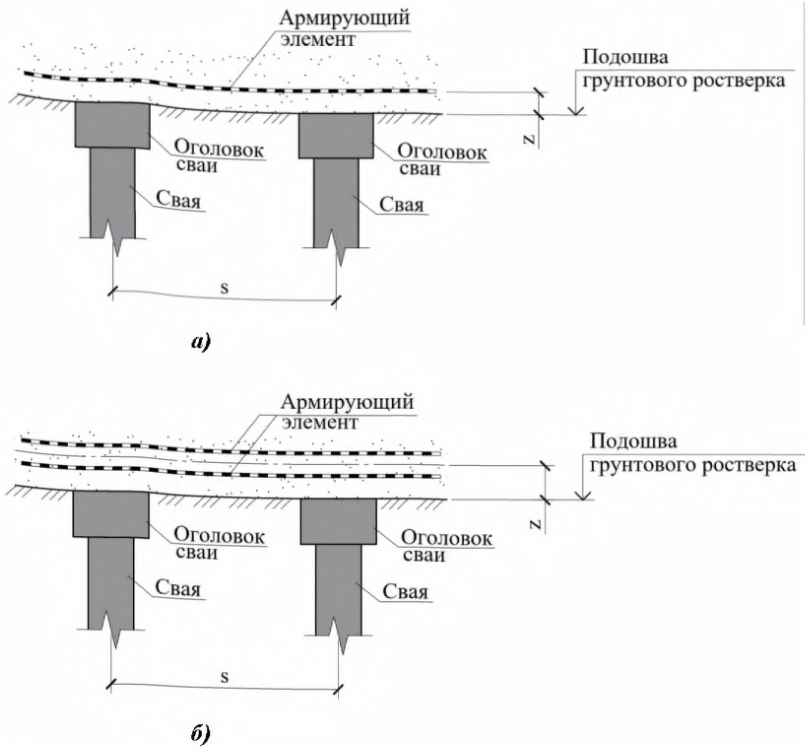 Армирующий
элемент
Подошва
грунтового ростверка
z
Оголовок
сваи
Оголовок
сваи
Свая
Свая
s
а)
Армирующий
элемент
Подошва
грунтового ростверка
z
Оголовок
сваи
Оголовок
сваи
Свая
Свая
s
б)